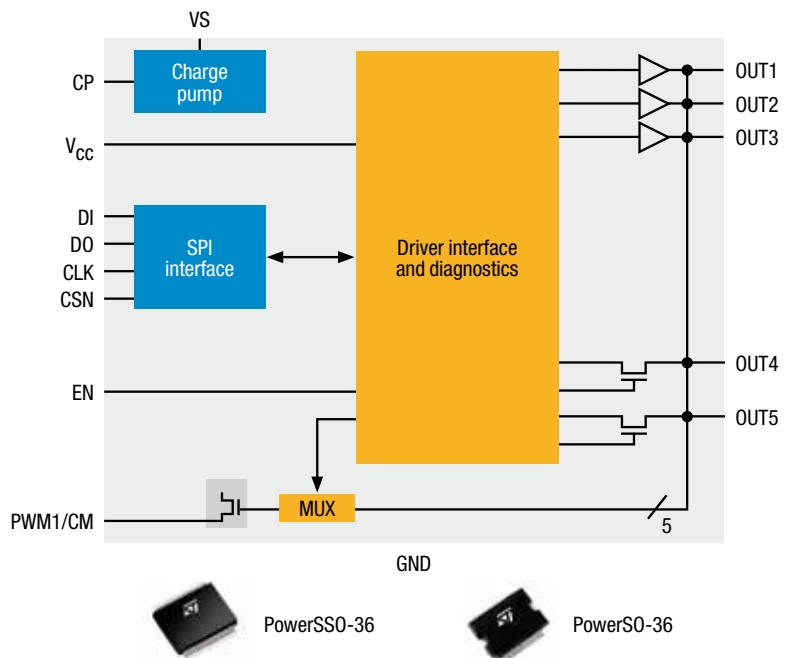 VS
CP
Charge
pump
V_CC
DI
DO
CLK
CSN
SPI
interface
Driver interface
and diagnostics
OUT1
OUT2
OUT3
EN
OUT4
OUT5
PWM1/CM
MUX
5
GND
PowerSSO-36
PowerSO-36